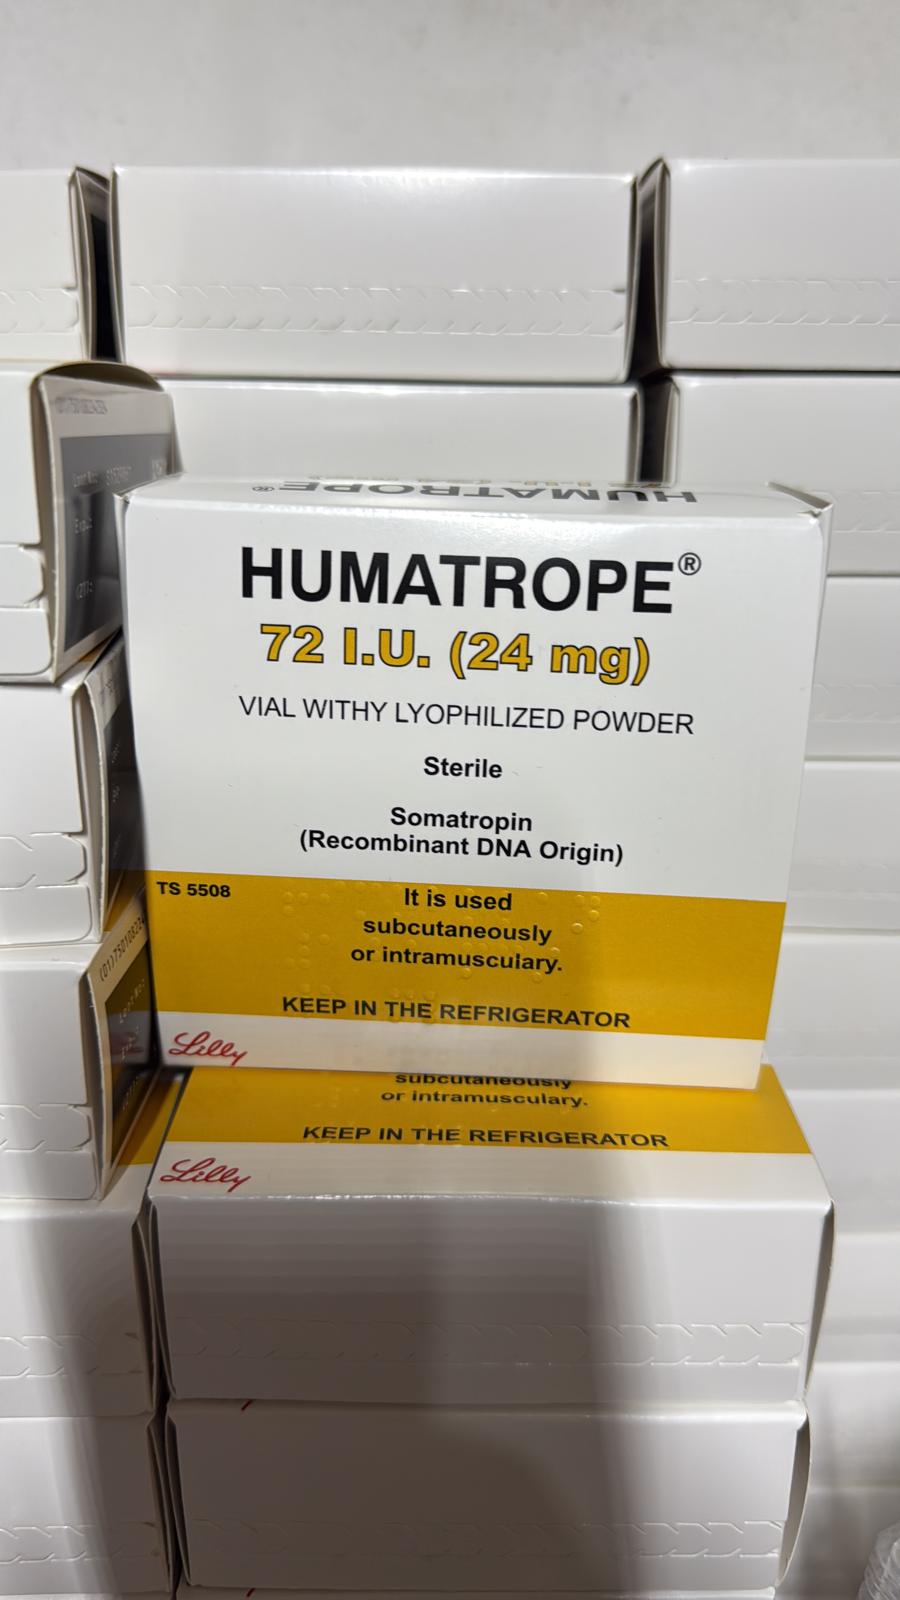 HUMATROPE®
HUMATROPE®
72 I.U. (24 mg)
VIAL WITHY LYOPHILIZED POWDER
Sterile
Somatropin
(Recombinant DNA Origin)
TS 5508
It is used
subcutaneously
or intramusculary.
KEEP IN THE REFRIGERATOR
Lilly
subcutaneously
or intramusculary.
KEEP IN THE REFRIGERATOR
Lilly